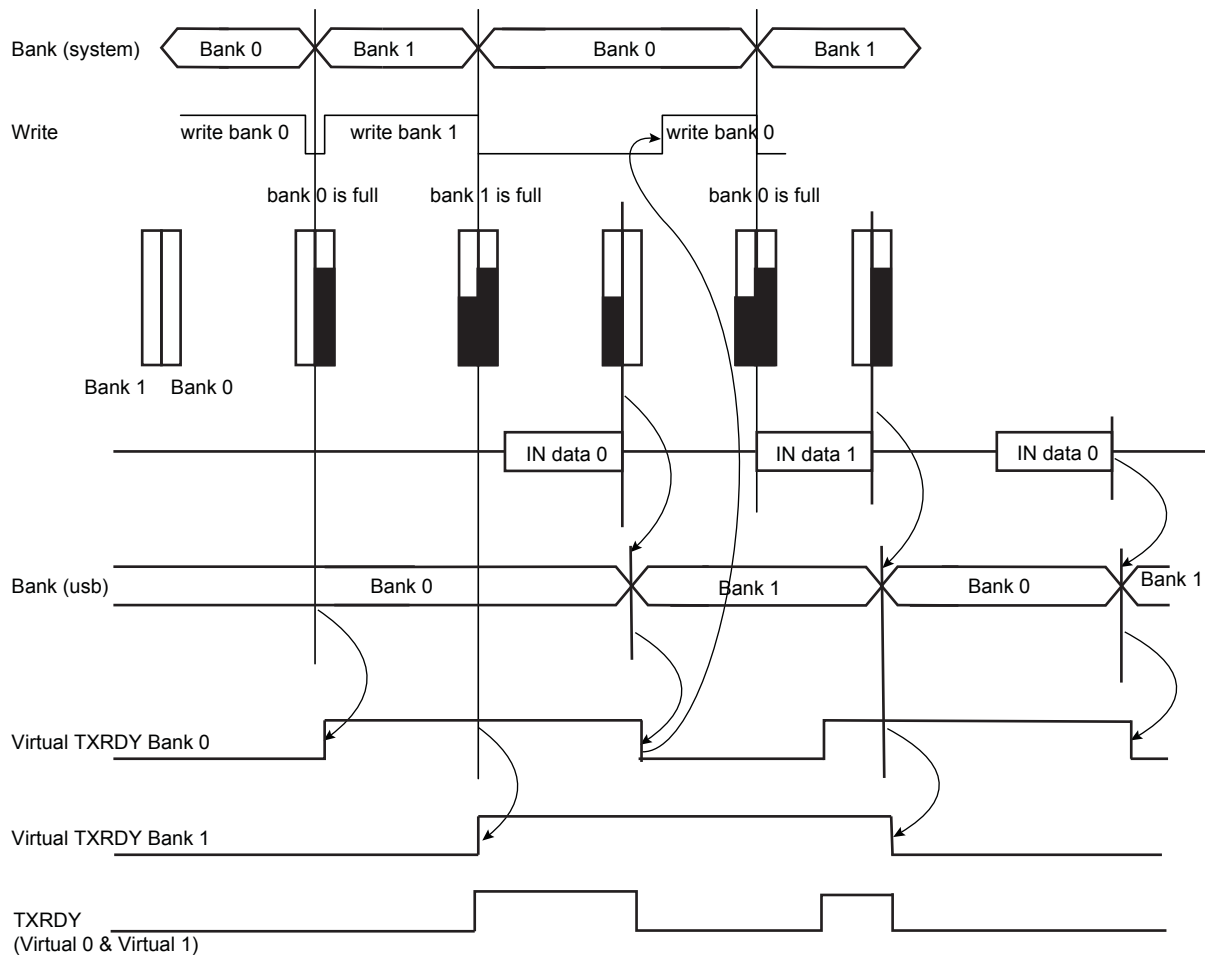 Bank (system)
Bank 0
Bank 1
Bank 0
Bank 1
Write
write bank 0
write bank 1
write bank 0
bank 0 is full
bank 1 is full
bank 0 is full
Bank 1
Bank 0
IN data 0
IN data 1
IN data 0
Bank (usb)
Bank 0
Bank 1
Bank 0
Bank 1
Virtual TXRDY Bank 0
Virtual TXRDY Bank 1
TXRDY
(Virtual 0 & Virtual 1)